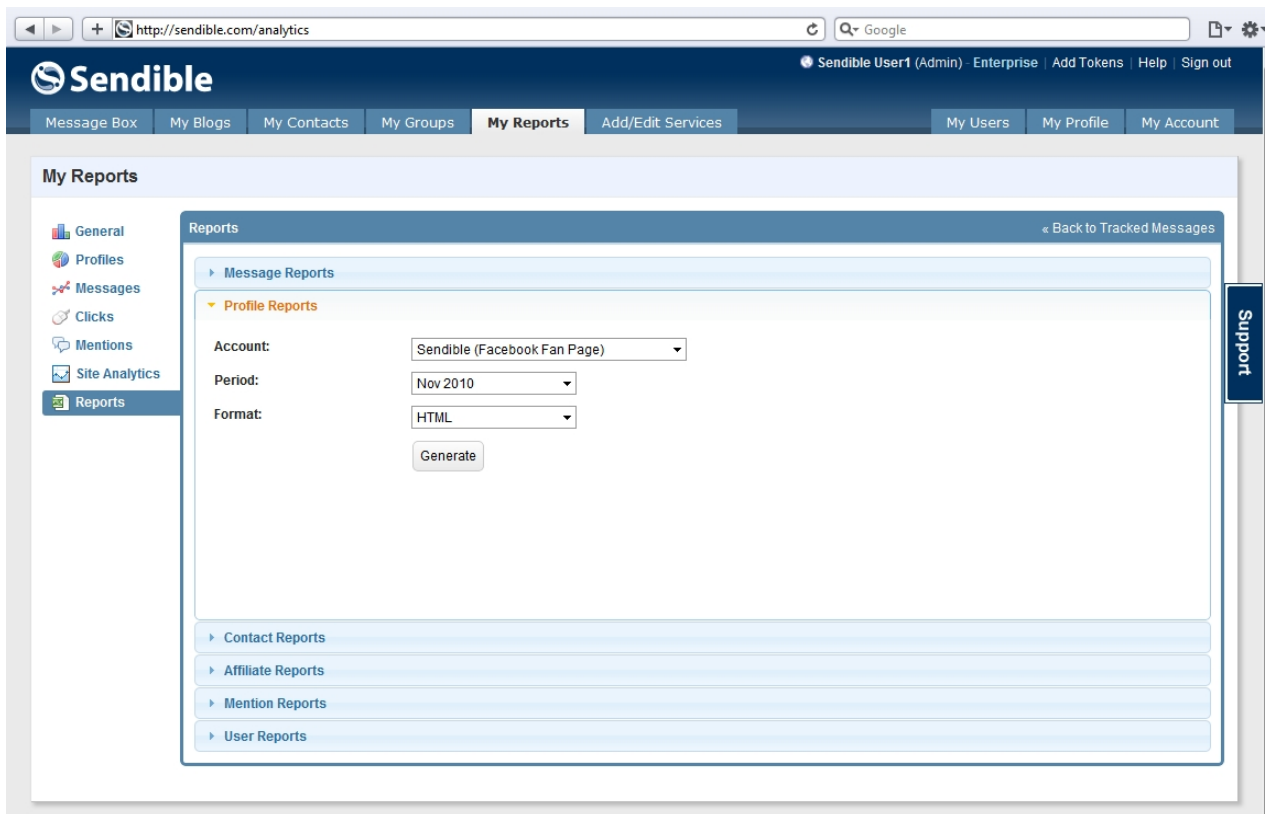 http://sendible.com/analytics
Google
Sendible
Sendible User1 (Admin) - Enterprise | Add Tokens | Help | Sign out
Message Box My Blogs My Contacts My Groups My Reports Add/Edit Services My Users My Profile My Account
My Reports
General
Profiles
Messages
Clicks
Mentions
Site Analytics
Reports
Reports « Back to Tracked Messages
Message Reports
Profile Reports
Account: Sendible (Facebook Fan Page)
Period: Nov 2010
Format: HTML
Generate
Contact Reports
Affiliate Reports
Mention Reports
User Reports
Support